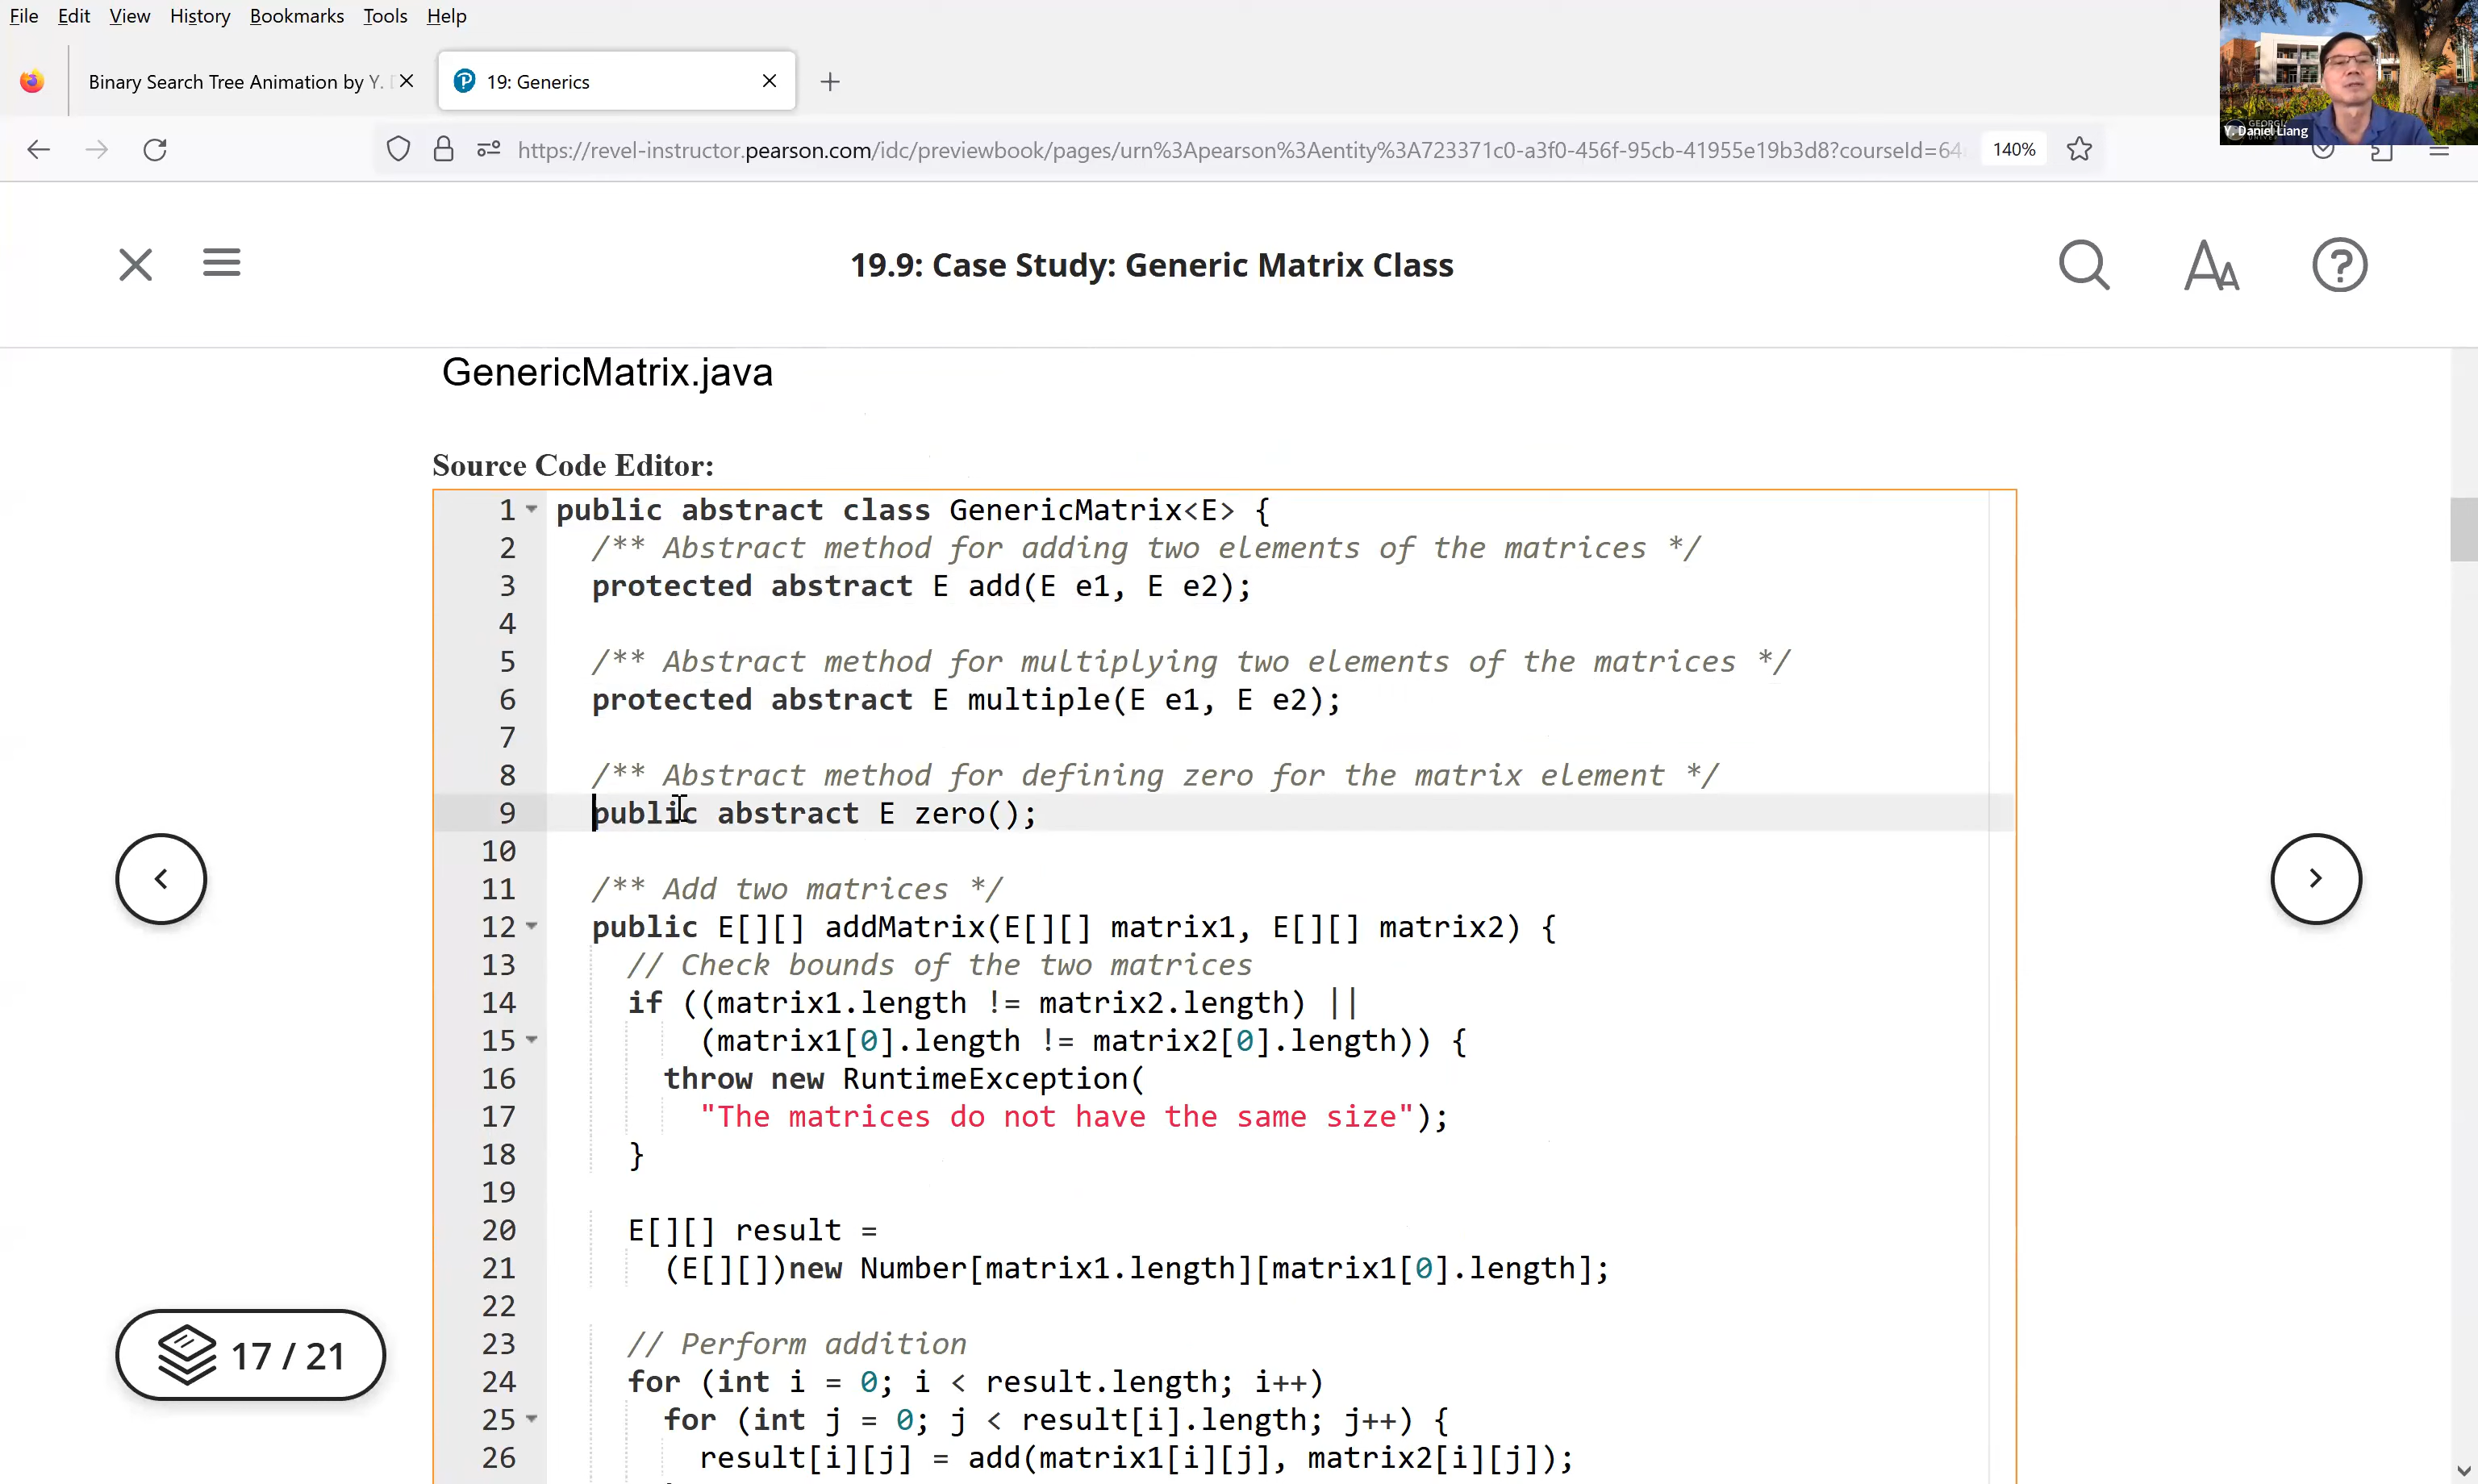 File Edit View History Bookmarks Tools Help
Binary Search Tree Animation by Y.
19: Generics
https://revel-instructor.pearson.com/idc/previewbook/pages/urn%3Apearson%3Aentity%3A723371c0-a3f0-456f-95cb-41955e19b3d8?courseId=64
140%
Y. Daniel Liang
19.9: Case Study: Generic Matrix Class
GenericMatrix.java
Source Code Editor:
1 public abstract class GenericMatrix<E> {
2 /** Abstract method for adding two elements of the matrices */
3 protected abstract E add(E e1, E e2);
4
5 /** Abstract method for multiplying two elements of the matrices */
6 protected abstract E multiple(E e1, E e2);
7
8 /** Abstract method for defining zero for the matrix element */
9 public abstract E zero();
10
11 /** Add two matrices */
12 public E[][] addMatrix(E[][] matrix1, E[][] matrix2) {
13 // Check bounds of the two matrices
14 if ((matrix1.length != matrix2.length) ||
15 (matrix1[0].length != matrix2[0].length)) {
16 throw new RuntimeException(
17 "The matrices do not have the same size");
18 }
19
20 E[][] result =
21 (E[][])new Number[matrix1.length][matrix1[0].length];
22
23 // Perform addition
24 for (int i = 0; i < result.length; i++)
25 for (int j = 0; j < result[i].length; j++) {
26 result[i][j] = add(matrix1[i][j], matrix2[i][j]);
17 / 21